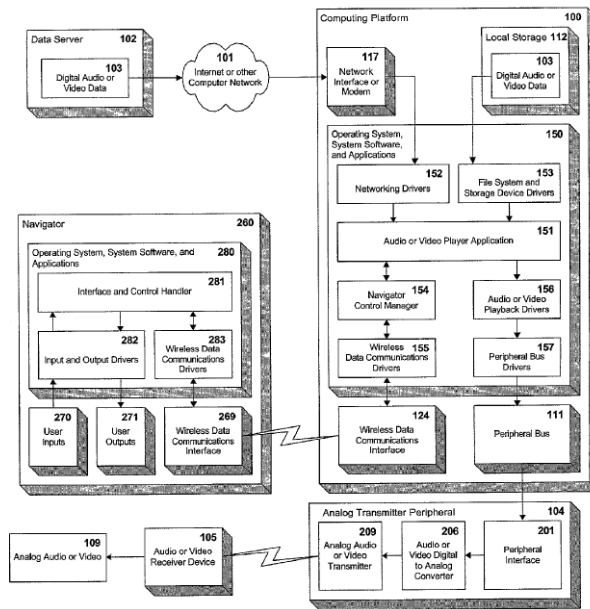 Data Server 102
103
Digital Audio or
Video Data
101
Internet or other
Computer Network
Computing Platform 100
117
Network
Interface or
Modem
Local Storage 112
103
Digital Audio or
Video Data
Operating System,
System Software,
and Applications
150
152
Networking Drivers
153
File System and
Storage Device Drivers
151
Audio or Video Player Application
154
Navigator
Control Manager
156
Audio or Video
Playback Drivers
155
Wireless
Data Communications
Drivers
157
Peripheral Bus
Drivers
124
Wireless Data
Communications
Interface
111
Peripheral Bus
Navigator 260
Operating System, System Software, and
Applications
280
281
Interface and Control Handler
282
Input and Output Drivers
283
Wireless Data
Communications
Drivers
270
User
Inputs
271
User
Outputs
269
Wireless Data
Communications
Interface
Analog Transmitter Peripheral 104
209
Analog Audio
or Video
Transmitter
206
Audio
or Video Digital
to Analog
Converter
201
Peripheral
Interface
109
Analog Audio or Video
105
Audio or Video
Receiver Device